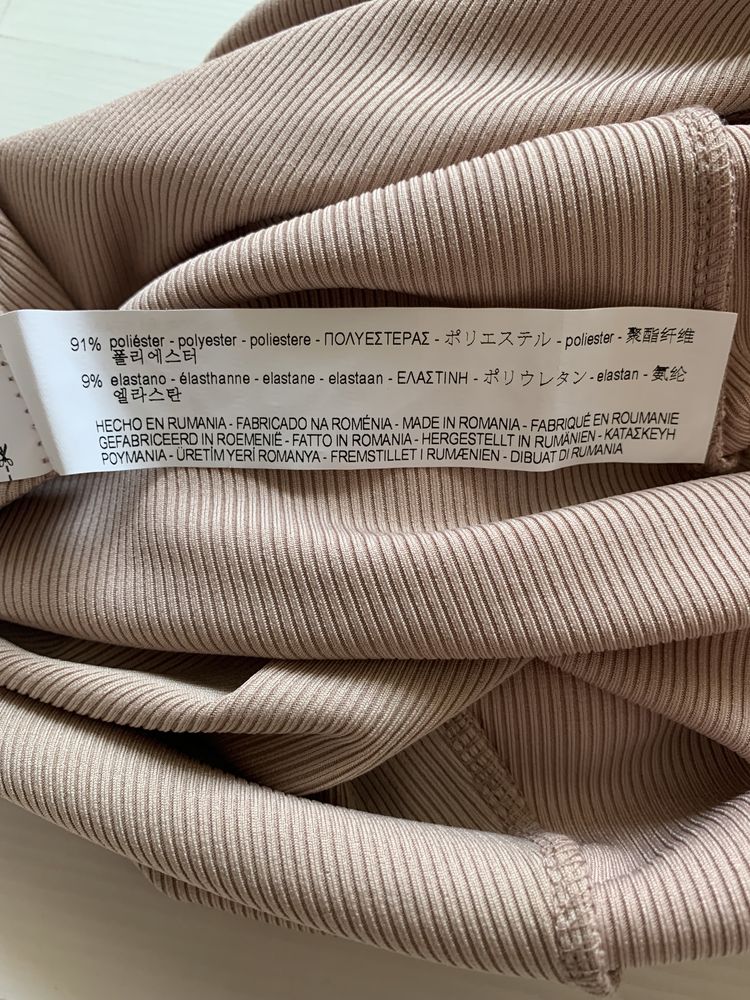 91% poliéster - polyester - poliestere - ΠΟΛΥΕΣΤΕΡΑΣ - ポリエステル - poliester - 聚酯纤维
폴리에스터
9% elastano - élasthanne - elastane - elastaan - ΕΛΑΣΤΙΝΗ - ポリウレタン - elastan - 氨纶
엘라스탄
HECHO EN RUMANIA - FABRICADO NA ROMÉNIA - MADE IN ROMANIA - FABRIQUÉ EN ROUMANIE
GEFABRICEERD IN ROEMENIË - FATTO IN ROMANIA - HERGESTELLT IN RUMÄNIEN - ΚΑΤΑΣΚΕΥΗ
ΡΟΥΜΑΝΙΑ - ÜRETİM YERİ ROMANYA - FREMSTILLET I RUMÆNIEN - DIBUAT DI RUMANIA